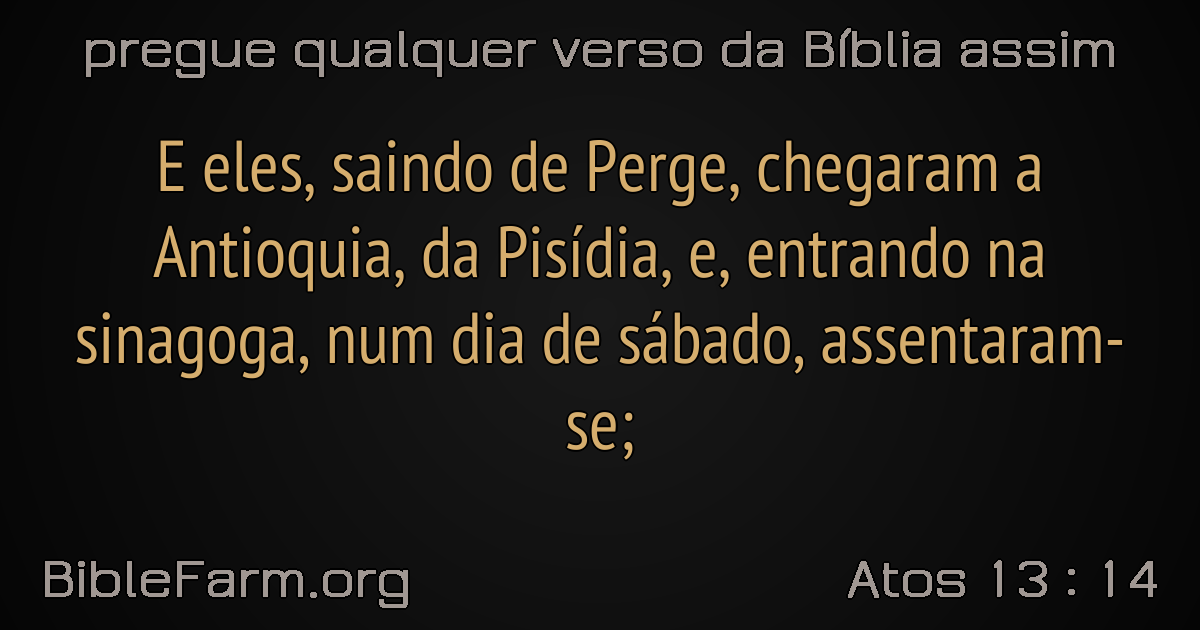 pregue qualquer verso da Bíblia assim
E eles, saindo de Perge, chegaram a
Antioquia, da Pisídia, e, entrando na
sinagoga, num dia de sábado, assentaram-
se;
BibleFarm.org
Atos 13 : 14